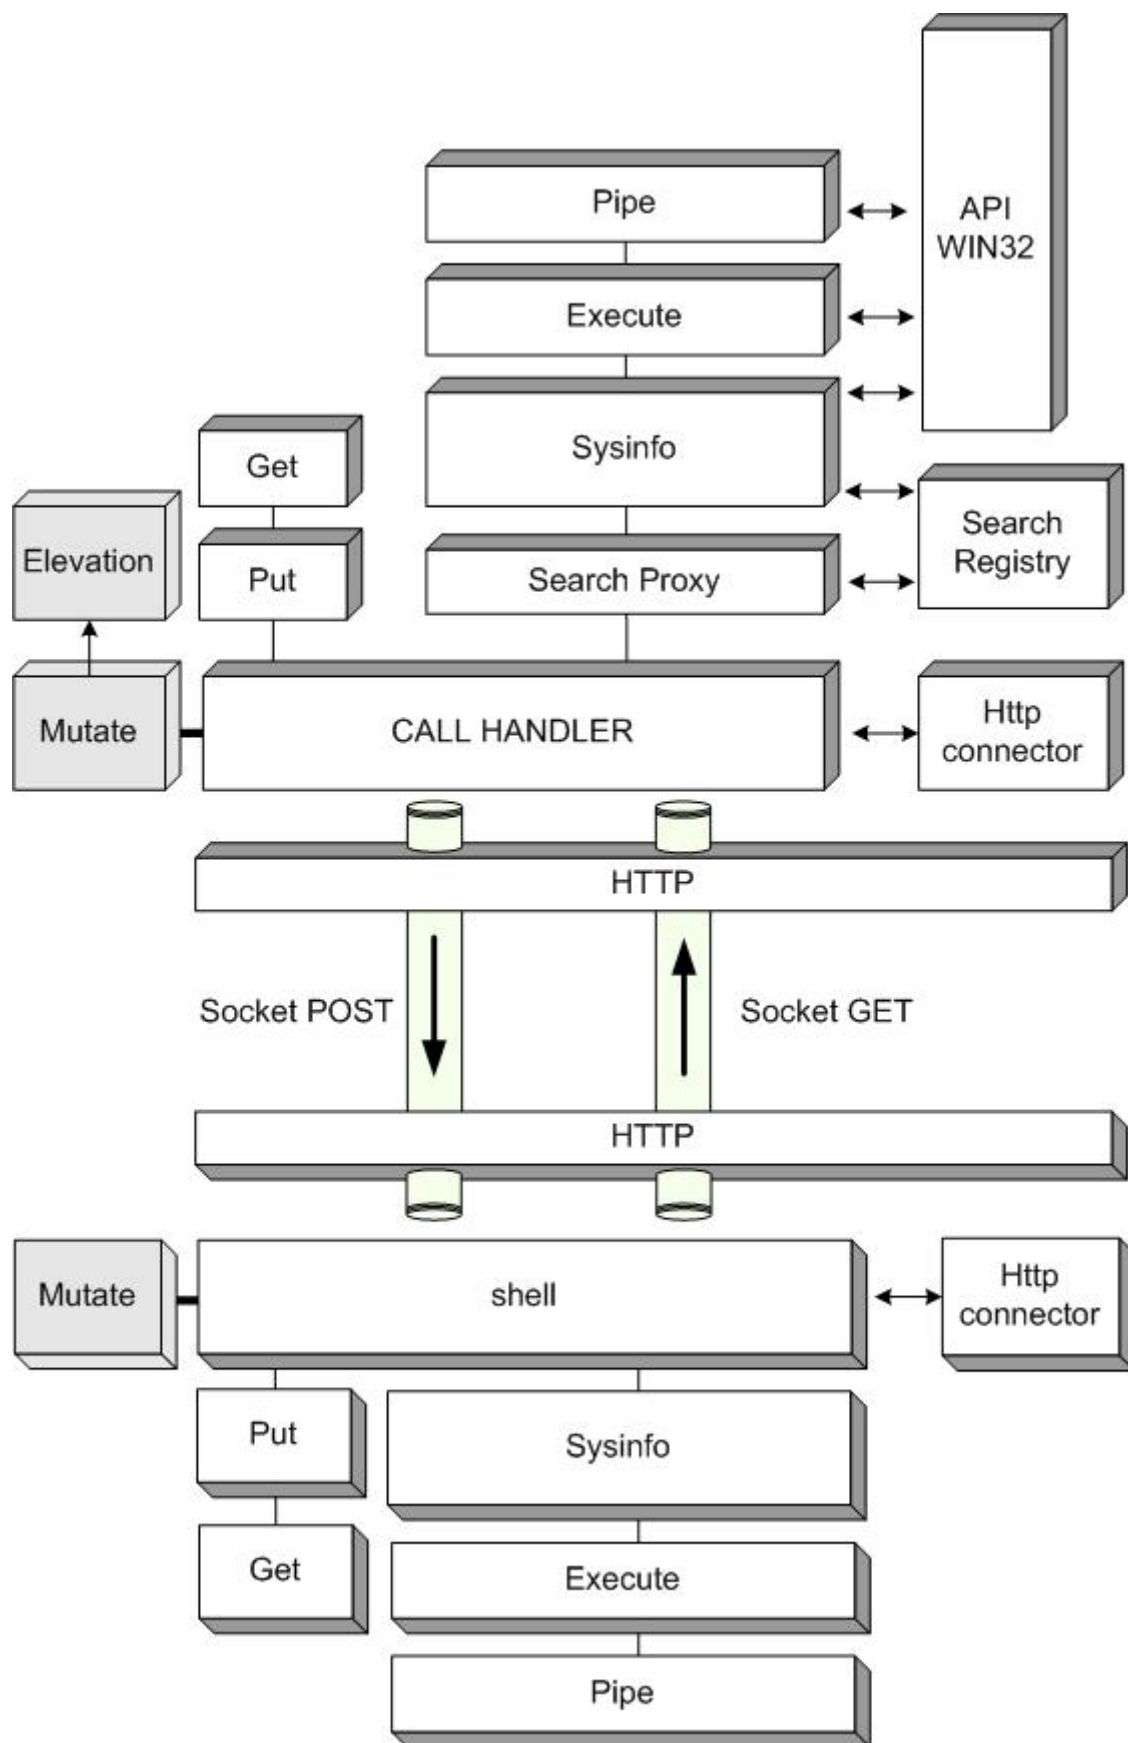 Pipe
API
WIN32
Execute
Sysinfo
Get
Search
Registry
Elevation
Put
Search Proxy
Mutate
CALL HANDLER
Http
connector
HTTP
Socket POST
Socket GET
HTTP
Mutate
shell
Http
connector
Put
Sysinfo
Get
Execute
Pipe